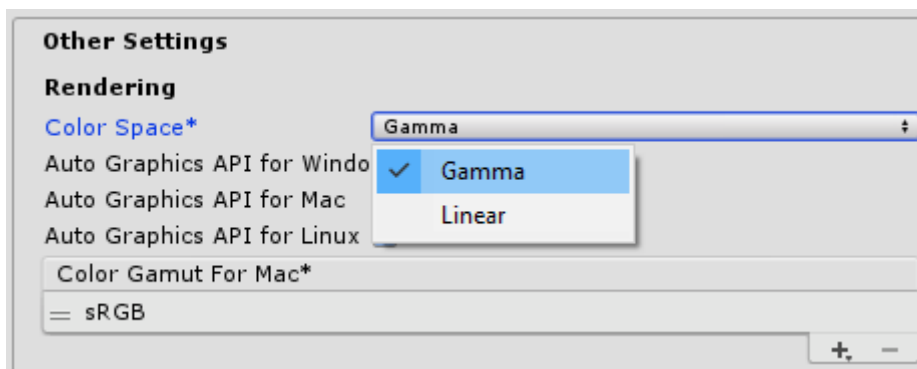 Other Settings
Rendering
Color Space* Gamma
Auto Graphics API for Windo Gamma
Auto Graphics API for Mac
Linear
Auto Graphics API for Linux
Color Gamut For Mac*
= sRGB
+ −